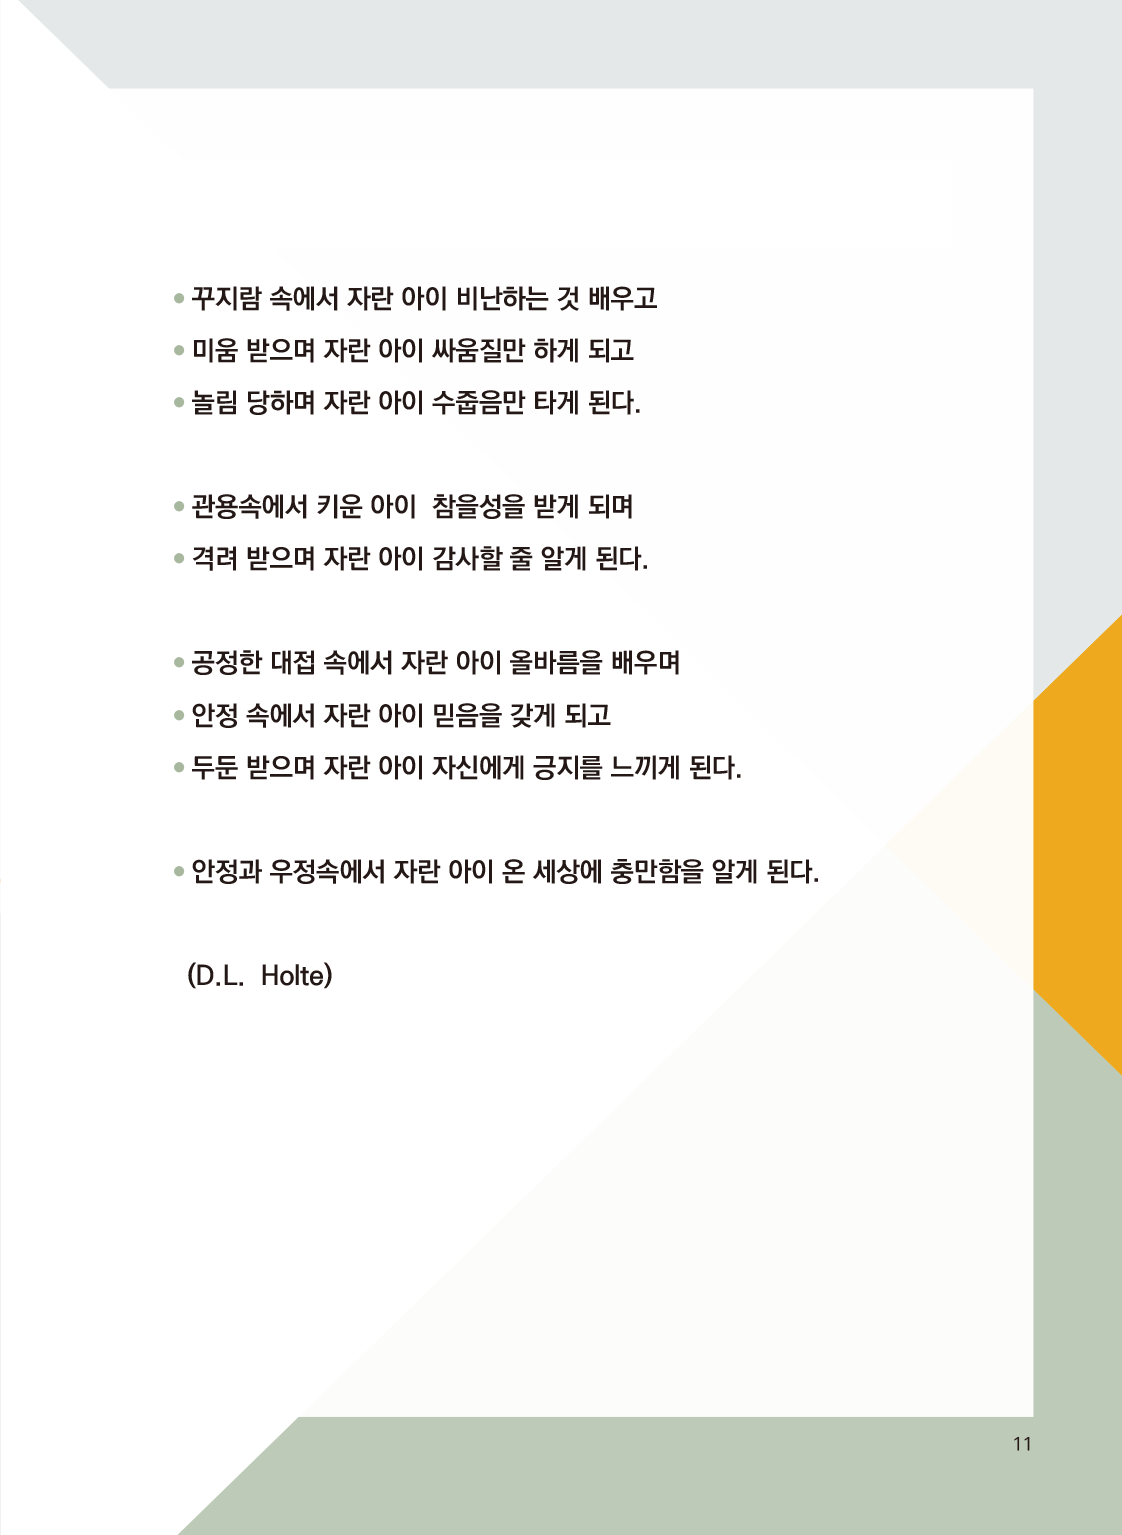 ● 꾸지람 속에서 자란 아이 비난하는 것 배우고
● 미움 받으며 자란 아이 싸움질만 하게 되고
● 놀림 당하며 자란 아이 수줍음만 타게 된다.
● 관용속에서 키운 아이  참을성을 받게 되며
● 격려 받으며 자란 아이 감사할 줄 알게 된다.
● 공정한 대접 속에서 자란 아이 올바름을 배우며
● 안정 속에서 자란 아이 믿음을 갖게 되고
● 두둔 받으며 자란 아이 자신에게 긍지를 느끼게 된다.
● 안정과 우정속에서 자란 아이 온 세상에 충만함을 알게 된다.
(D.L.  Holte)
11